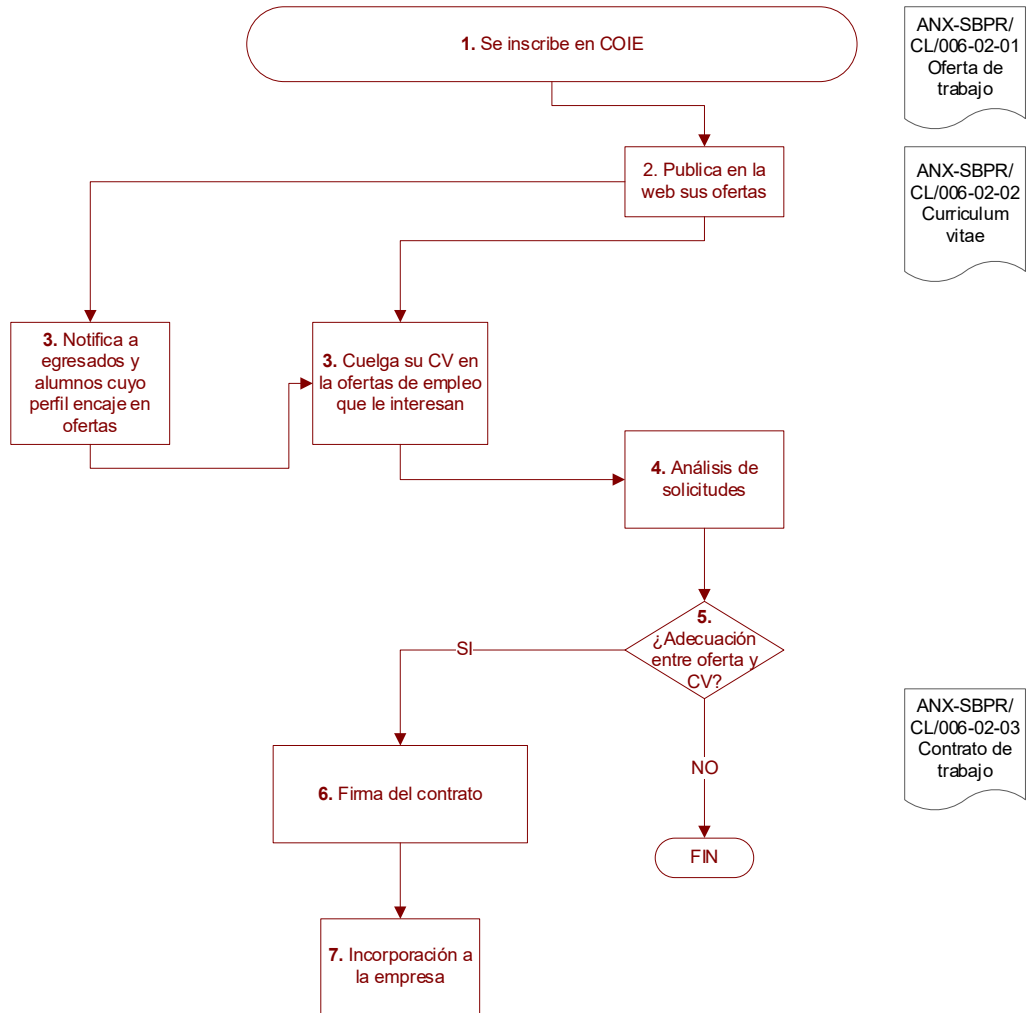 1. Se inscribe en COIE
ANX-SBPR/
CL/006-02-01
Oferta de
trabajo
2. Publica en la
web sus ofertas
ANX-SBPR/
CL/006-02-02
Curriculum
vitae
3. Notifica a
egresados y
alumnos cuyo
perfil encaje en
ofertas
3. Cuelga su CV en
la ofertas de empleo
que le interesan
4. Análisis de
solicitudes
5.
¿Adecuación
entre oferta y
CV?
SI
NO
ANX-SBPR/
CL/006-02-03
Contrato de
trabajo
6. Firma del contrato
FIN
7. Incorporación a
la empresa